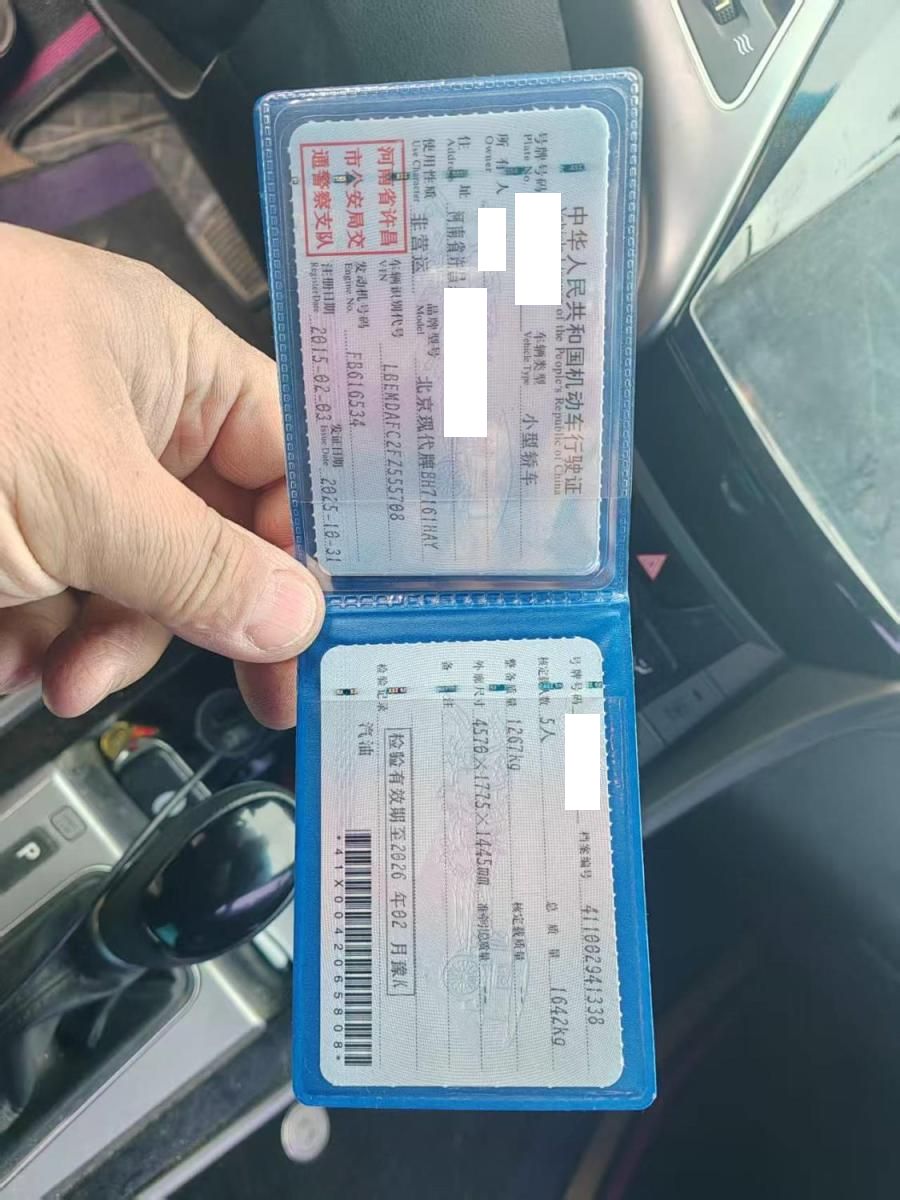 中华人民共和国机动车行驶证
of the People's Republic of China
号牌号码
Plate No.
车辆类型 小型轿车
Vehicle Type
所有人
Owner
住址 河南省许昌
Address
使用性质 非营运
Use Character
品牌型号 北京现代牌BH7161HAY
Model
河南省许昌
市公安局交
通警察支队
车辆识别代号 LBEMDAFC2FZ555708
VIN
发动机号码 FB616534
Engine No.
注册日期 2015-02-03
Register Date
发证日期 2025-10-31
Issue Date
号牌号码
档案编号 411002941338
核定载人数 5人
总质量 1642kg
整备质量 1207kg
核定载质量
外廓尺寸 4570×1775×1445mm
准牵引总质量
备注
检验有效期至2026年02月豫K
检验记录
汽油
*41X0042065808*
P